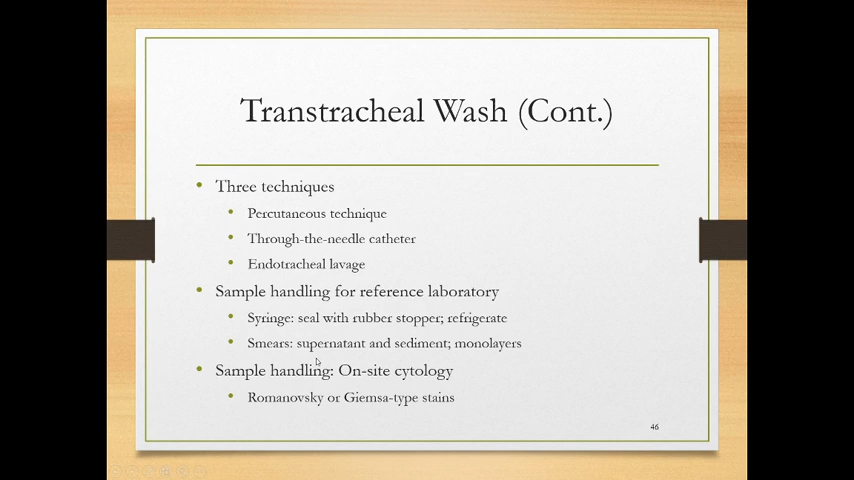 Transtracheal Wash (Cont.)
• Three techniques
• Percutaneous technique
• Through-the-needle catheter
• Endotracheal lavage
• Sample handling for reference laboratory
• Syringe: seal with rubber stopper; refrigerate
• Smears: supernatant and sediment; monolayers
• Sample handling: On-site cytology
• Romanovsky or Giemsa-type stains
46